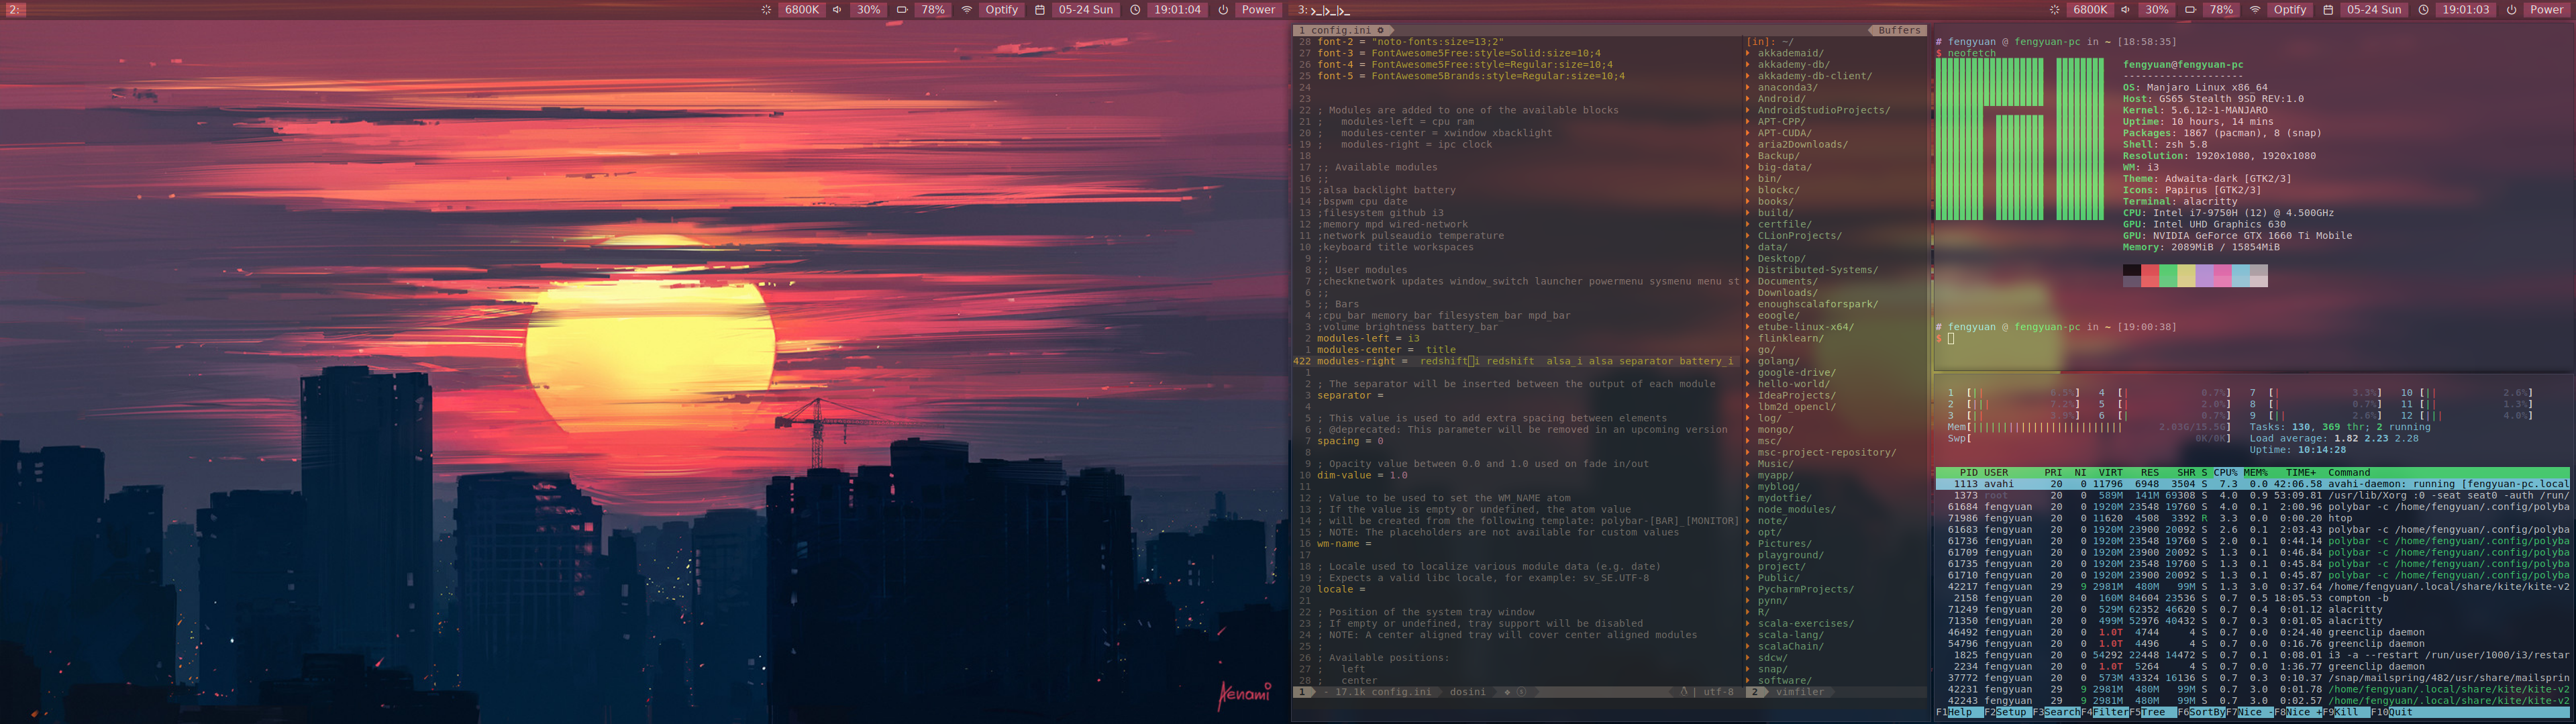 2:
6800K 30% 78% Optify 05-24 Sun 19:01:04 Power
Xenami
3: >_|>_|>_
6800K 30% 78% Optify 05-24 Sun 19:01:03 Power
1 config.ini
Buffers
28 font-2 = "noto-fonts:size=13;2"
27 font-3 = FontAwesome5Free:style=Solid:size=10;4
26 font-4 = FontAwesome5Free:style=Regular:size=10;4
25 font-5 = FontAwesome5Brands:style=Regular:size=10;4
24
23
22 ; Modules are added to one of the available blocks
21 ;   modules-left = cpu ram
20 ;   modules-center = xwindow xbacklight
19 ;   modules-right = ipc clock
18
17 ;; Available modules
16 ;;
15 ;alsa backlight battery
14 ;bspwm cpu date
13 ;filesystem github i3
12 ;memory mpd wired-network
11 ;network pulseaudio temperature
10 ;keyboard title workspaces
9 ;;
8 ;; User modules
7 ;checknetwork updates window_switch launcher powermenu sysmenu menu st
6 ;;
5 ;; Bars
4 ;cpu_bar memory_bar filesystem_bar mpd_bar
3 ;volume brightness battery_bar
2 modules-left = i3
1 modules-center =  title
422 modules-right =  redshift_i redshift  alsa_i alsa separator battery_i
1
2 ; The separator will be inserted between the output of each module
3 separator =
4
5 ; This value is used to add extra spacing between elements
6 ; @deprecated: This parameter will be removed in an upcoming version
7 spacing = 0
8
9 ; Opacity value between 0.0 and 1.0 used on fade in/out
10 dim-value = 1.0
11
12 ; Value to be used to set the WM_NAME atom
13 ; If the value is empty or undefined, the atom value
14 ; will be created from the following template: polybar-[BAR]_[MONITOR]
15 ; NOTE: The placeholders are not available for custom values
16 wm-name =
17
18 ; Locale used to localize various module data (e.g. date)
19 ; Expects a valid libc locale, for example: sv_SE.UTF-8
20 locale =
21
22 ; Position of the system tray window
23 ; If empty or undefined, tray support will be disabled
24 ; NOTE: A center aligned tray will cover center aligned modules
25 ;
26 ; Available positions:
27 ;   left
28 ;   center
1 - 17.1k config.ini dosini | utf-8
[in]: ~/
akkademaid/
akkademy-db/
akkademy-db-client/
anaconda3/
Android/
AndroidStudioProjects/
APT-CPP/
APT-CUDA/
aria2Downloads/
Backup/
big-data/
bin/
blockc/
books/
build/
certfile/
CLionProjects/
data/
Desktop/
Distributed-Systems/
Documents/
Downloads/
enoughscalaforspark/
eoogle/
etube-linux-x64/
flinklearn/
go/
golang/
google-drive/
hello-world/
IdeaProjects/
lbm2d_opencl/
log/
mongo/
msc/
msc-project-repository/
Music/
myapp/
myblog/
mydotfie/
node_modules/
note/
opt/
Pictures/
playground/
project/
Public/
PycharmProjects/
pynn/
R/
scala-exercises/
scala-lang/
scalaChain/
sdcw/
snap/
software/
2 vimfiler
# fengyuan @ fengyuan-pc in ~ [18:58:35]
$ neofetch
fengyuan@fengyuan-pc
--------------------
OS: Manjaro Linux x86_64
Host: GS65 Stealth 9SD REV:1.0
Kernel: 5.6.12-1-MANJARO
Uptime: 10 hours, 14 mins
Packages: 1867 (pacman), 8 (snap)
Shell: zsh 5.8
Resolution: 1920x1080, 1920x1080
WM: i3
Theme: Adwaita-dark [GTK2/3]
Icons: Papirus [GTK2/3]
Terminal: alacritty
CPU: Intel i7-9750H (12) @ 4.500GHz
GPU: Intel UHD Graphics 630
GPU: NVIDIA GeForce GTX 1660 Ti Mobile
Memory: 2089MiB / 15854MiB
# fengyuan @ fengyuan-pc in ~ [19:00:38]
$
1 [ 6.5%] 4 [ 0.7%] 7 [ 3.3%] 10 [ 2.6%]
2 [ 7.2%] 5 [ 2.0%] 8 [ 0.7%] 11 [ 1.3%]
3 [ 3.9%] 6 [ 0.7%] 9 [ 2.6%] 12 [ 4.0%]
Mem[ 2.03G/15.5G] Tasks: 130, 369 thr; 2 running
Swp[ 0K/0K] Load average: 1.82 2.23 2.28
Uptime: 10:14:28
PID USER PRI NI VIRT RES SHR S CPU% MEM% TIME+ Command
1113 avahi 20 0 11796 6948 3504 S 7.3 0.0 42:06.58 avahi-daemon: running [fengyuan-pc.local
1373 root 20 0 589M 141M 69308 S 4.0 0.9 53:09.81 /usr/lib/Xorg :0 -seat seat0 -auth /run/
61684 fengyuan 20 0 1920M 23548 19760 S 4.0 0.1 2:00.96 polybar -c /home/fengyuan/.config/polyba
71986 fengyuan 20 0 11620 4508 3392 R 3.3 0.0 0:00.20 htop
61683 fengyuan 20 0 1920M 23900 20092 S 2.6 0.1 2:03.43 polybar -c /home/fengyuan/.config/polyba
61736 fengyuan 20 0 1920M 23548 19760 S 2.0 0.1 0:44.14 polybar -c /home/fengyuan/.config/polyba
61709 fengyuan 20 0 1920M 23900 20092 S 1.3 0.1 0:46.84 polybar -c /home/fengyuan/.config/polyba
61735 fengyuan 20 0 1920M 23548 19760 S 1.3 0.1 0:45.84 polybar -c /home/fengyuan/.config/polyba
61710 fengyuan 20 0 1920M 23900 20092 S 1.3 0.1 0:45.87 polybar -c /home/fengyuan/.config/polyba
42217 fengyuan 29 9 2981M 480M 99M S 1.3 3.0 0:37.64 /home/fengyuan/.local/share/kite/kite-v2
2158 fengyuan 20 0 160M 84604 23536 S 0.7 0.5 18:05.53 compton -b
71249 fengyuan 20 0 529M 62352 46620 S 0.7 0.4 0:01.12 alacritty
71350 fengyuan 20 0 499M 52976 40432 S 0.7 0.3 0:01.05 alacritty
46492 fengyuan 20 0 1.0T 4744 4 S 0.7 0.0 0:24.40 greenclip daemon
54796 fengyuan 20 0 1.0T 4496 4 S 0.7 0.0 0:16.76 greenclip daemon
1825 fengyuan 20 0 54292 22448 14472 S 0.7 0.1 0:08.01 i3 -a --restart /run/user/1000/i3/restar
2234 fengyuan 20 0 1.0T 5264 4 S 0.7 0.0 1:36.77 greenclip daemon
37772 fengyuan 20 0 573M 43324 16136 S 0.7 0.3 0:10.37 /snap/mailspring/482/usr/share/mailsprin
42231 fengyuan 29 9 2981M 480M 99M S 0.7 3.0 0:01.78 /home/fengyuan/.local/share/kite/kite-v2
42243 fengyuan 29 9 2981M 480M 99M S 0.7 3.0 0:02.57 /home/fengyuan/.local/share/kite/kite-v2
F1Help F2Setup F3SearchF4FilterF5Tree F6SortByF7Nice -F8Nice +F9Kill F10Quit